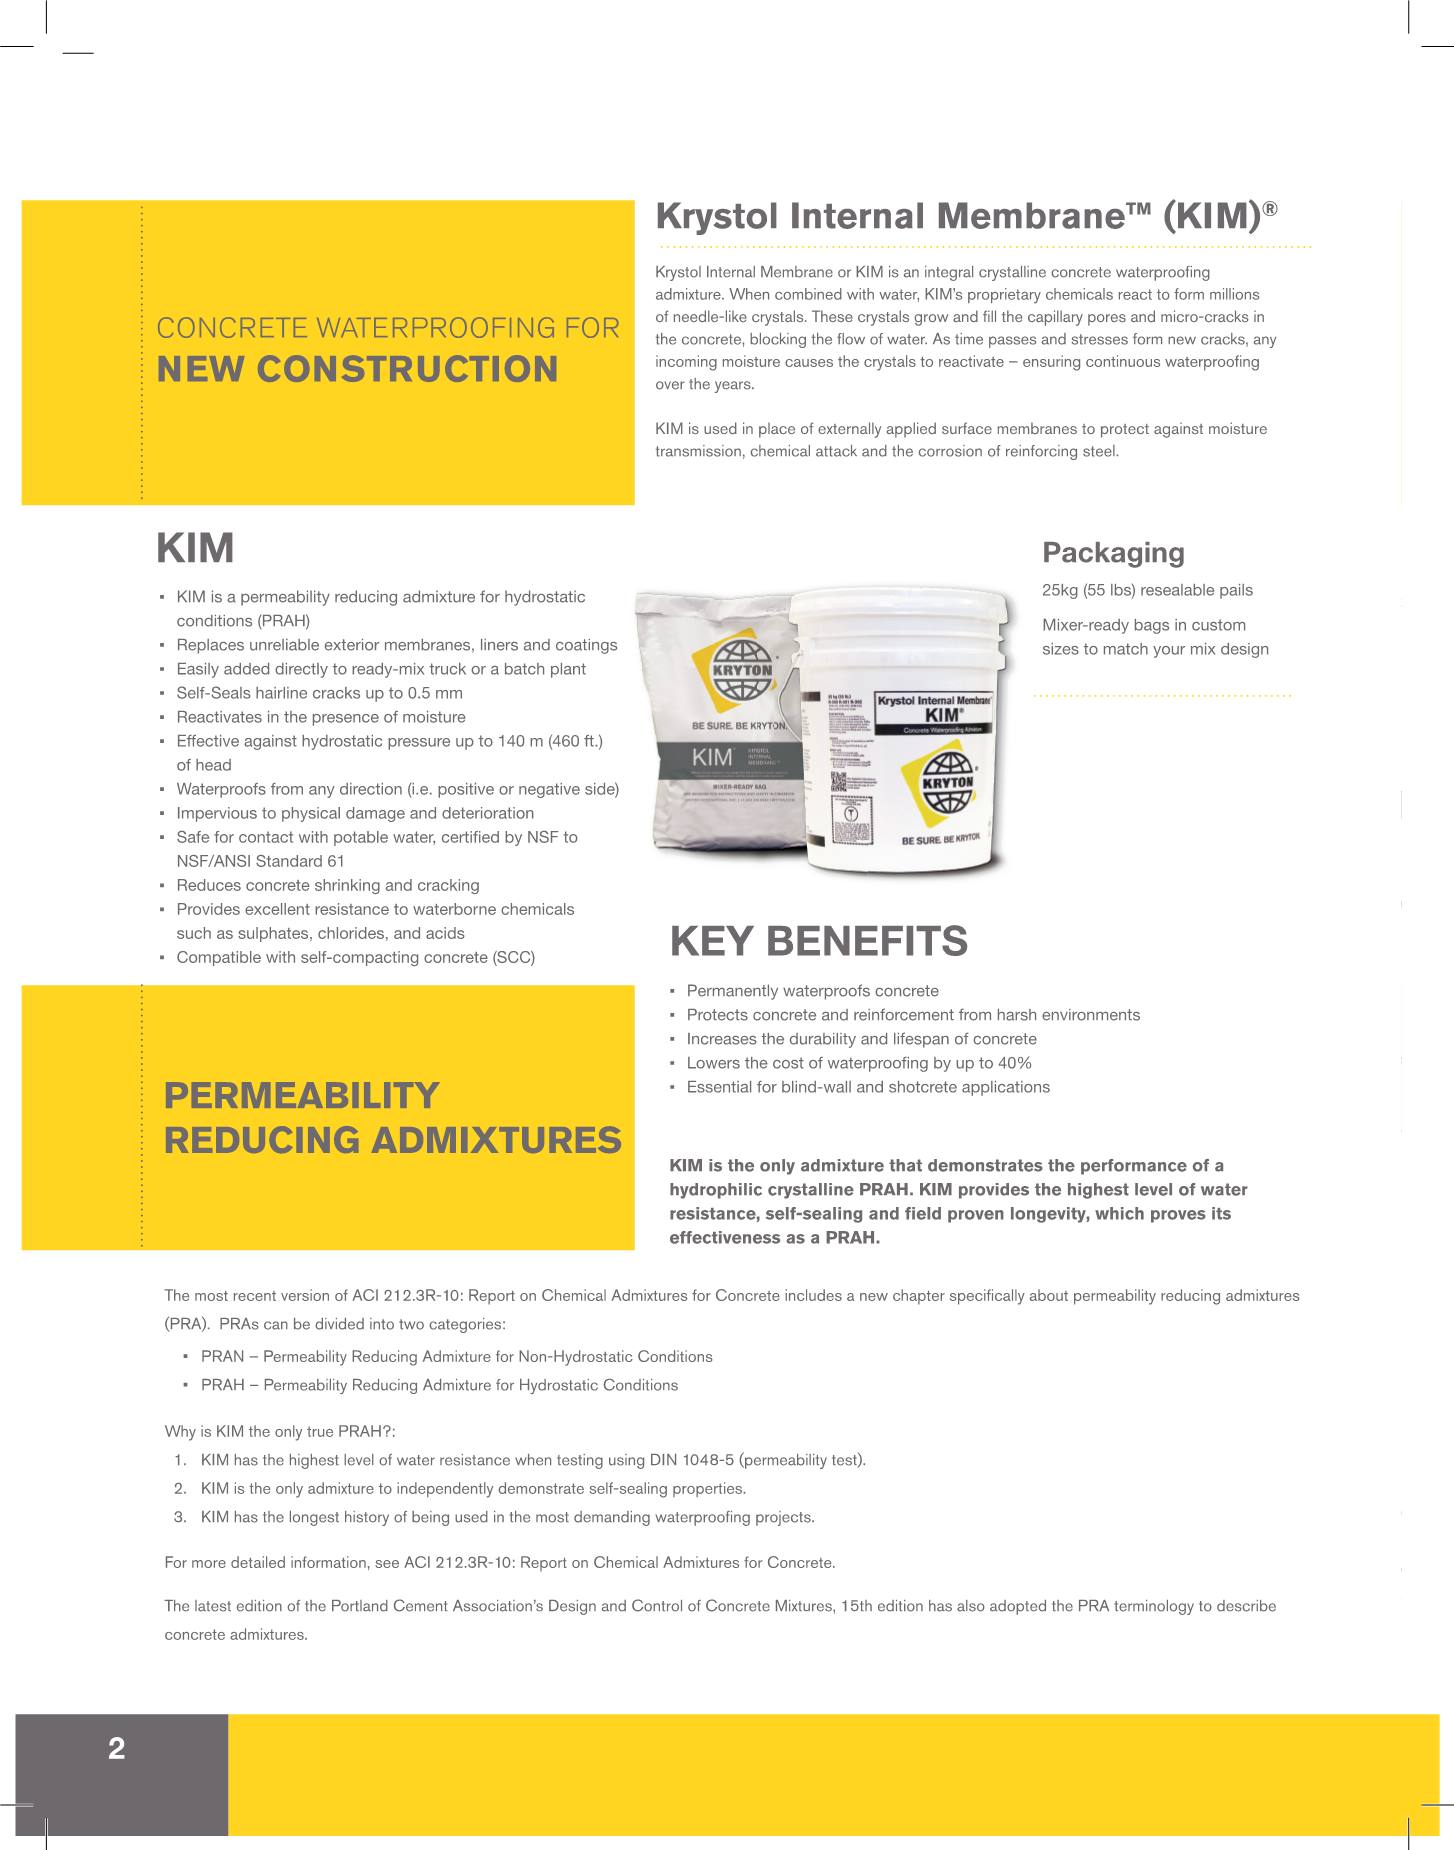 CONCRETE WATERPROOFING FOR
NEW CONSTRUCTION
Krystol Internal Membrane™ (KIM)®
Krystol Internal Membrane or KIM is an integral crystalline concrete waterproofing
admixture. When combined with water, KIM's proprietary chemicals react to form millions
of needle-like crystals. These crystals grow and fill the capillary pores and micro-cracks in
the concrete, blocking the flow of water. As time passes and stresses form new cracks, any
incoming moisture causes the crystals to reactivate – ensuring continuous waterproofing
over the years.
KIM is used in place of externally applied surface membranes to protect against moisture
transmission, chemical attack and the corrosion of reinforcing steel.
KIM
▪ KIM is a permeability reducing admixture for hydrostatic
conditions (PRAH)
▪ Replaces unreliable exterior membranes, liners and coatings
▪ Easily added directly to ready-mix truck or a batch plant
▪ Self-Seals hairline cracks up to 0.5 mm
▪ Reactivates in the presence of moisture
▪ Effective against hydrostatic pressure up to 140 m (460 ft.)
of head
▪ Waterproofs from any direction (i.e. positive or negative side)
▪ Impervious to physical damage and deterioration
▪ Safe for contact with potable water, certified by NSF to
NSF/ANSI Standard 61
▪ Reduces concrete shrinking and cracking
▪ Provides excellent resistance to waterborne chemicals
such as sulphates, chlorides, and acids
▪ Compatible with self-compacting concrete (SCC)
KRYTON
BE SURE. BE KRYTON.
KIM™
KRYSTOL
INTERNAL
MEMBRANE™
MIXER-READY BAG
Krystol Internal Membrane™
KIM®
Concrete Waterproofing Admixture
KRYTON
BE SURE. BE KRYTON.
Packaging
25kg (55 lbs) resealable pails
Mixer-ready bags in custom
sizes to match your mix design
KEY BENEFITS
▪ Permanently waterproofs concrete
▪ Protects concrete and reinforcement from harsh environments
▪ Increases the durability and lifespan of concrete
▪ Lowers the cost of waterproofing by up to 40%
▪ Essential for blind-wall and shotcrete applications
PERMEABILITY
REDUCING ADMIXTURES
KIM is the only admixture that demonstrates the performance of a
hydrophilic crystalline PRAH. KIM provides the highest level of water
resistance, self-sealing and field proven longevity, which proves its
effectiveness as a PRAH.
The most recent version of ACI 212.3R-10: Report on Chemical Admixtures for Concrete includes a new chapter specifically about permeability reducing admixtures
(PRA). PRAs can be divided into two categories:
▪ PRAN – Permeability Reducing Admixture for Non-Hydrostatic Conditions
▪ PRAH – Permeability Reducing Admixture for Hydrostatic Conditions
Why is KIM the only true PRAH?:
1. KIM has the highest level of water resistance when testing using DIN 1048-5 (permeability test).
2. KIM is the only admixture to independently demonstrate self-sealing properties.
3. KIM has the longest history of being used in the most demanding waterproofing projects.
For more detailed information, see ACI 212.3R-10: Report on Chemical Admixtures for Concrete.
The latest edition of the Portland Cement Association's Design and Control of Concrete Mixtures, 15th edition has also adopted the PRA terminology to describe
concrete admixtures.
2